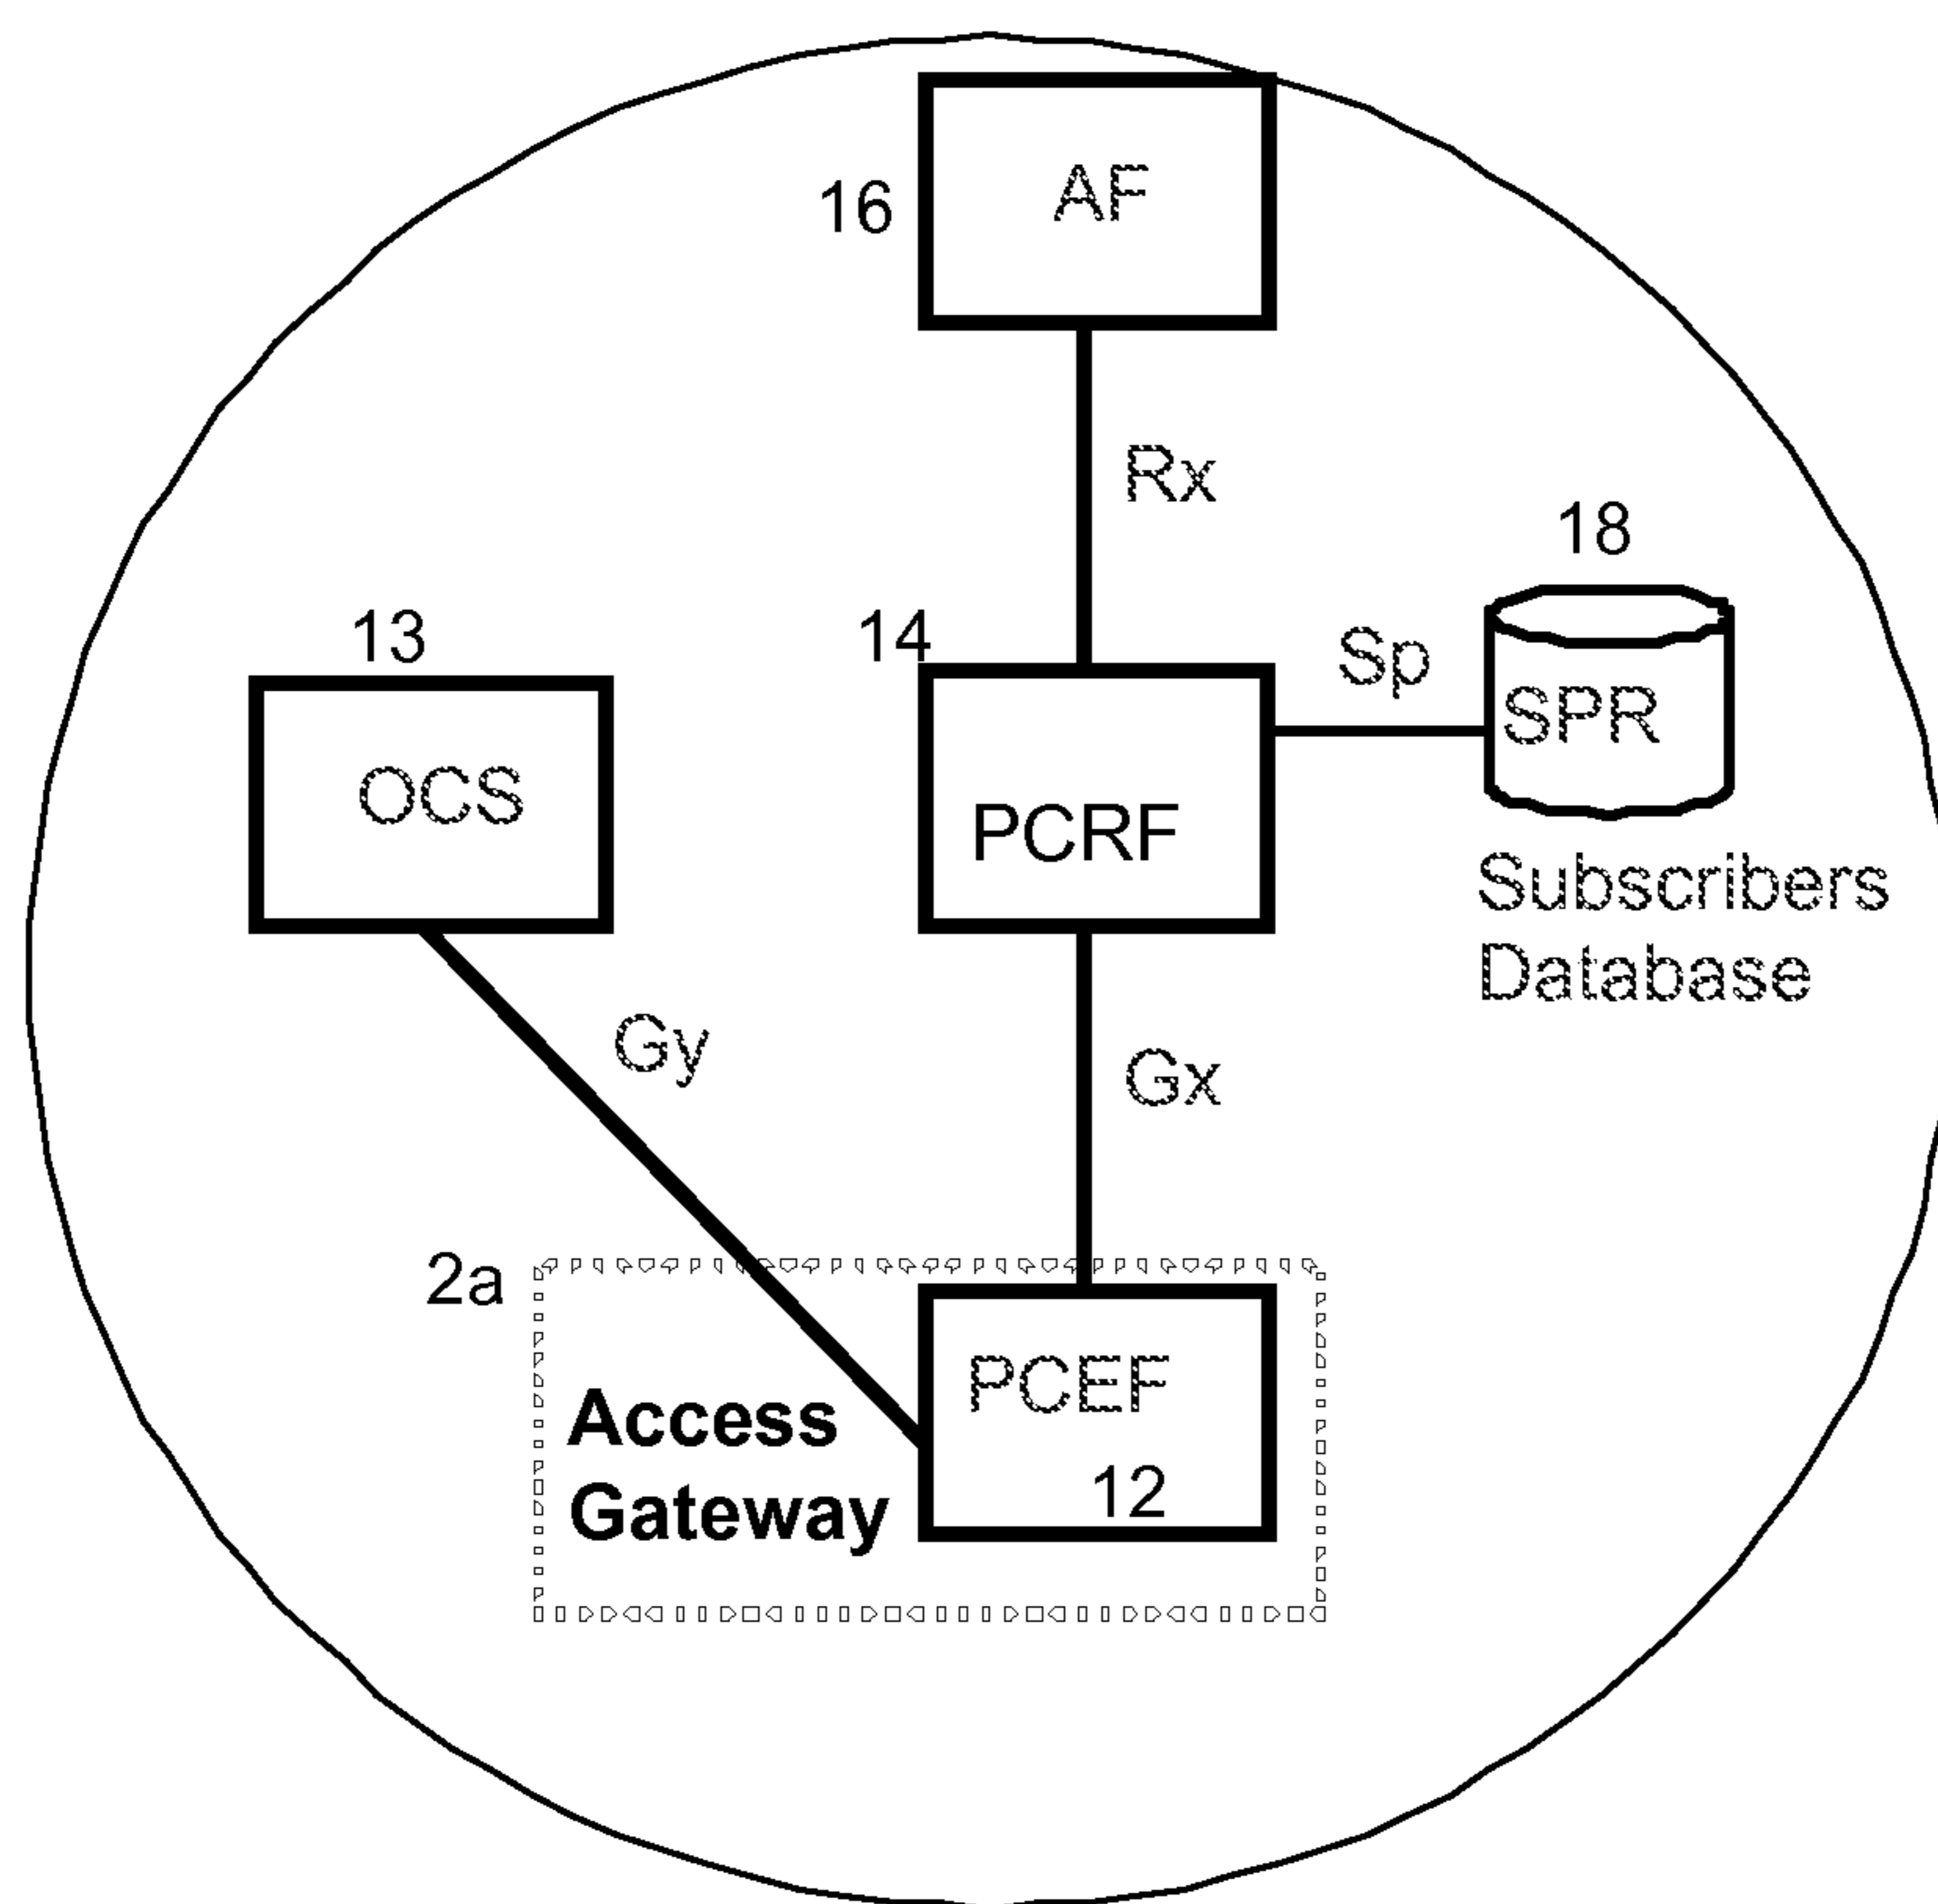 AF
16
Rx
18
13
14
Sp
SPR
OCS
PCRF
Subscribers
Database
Gy
Gx
2a
PCEF
Access
Gateway
12